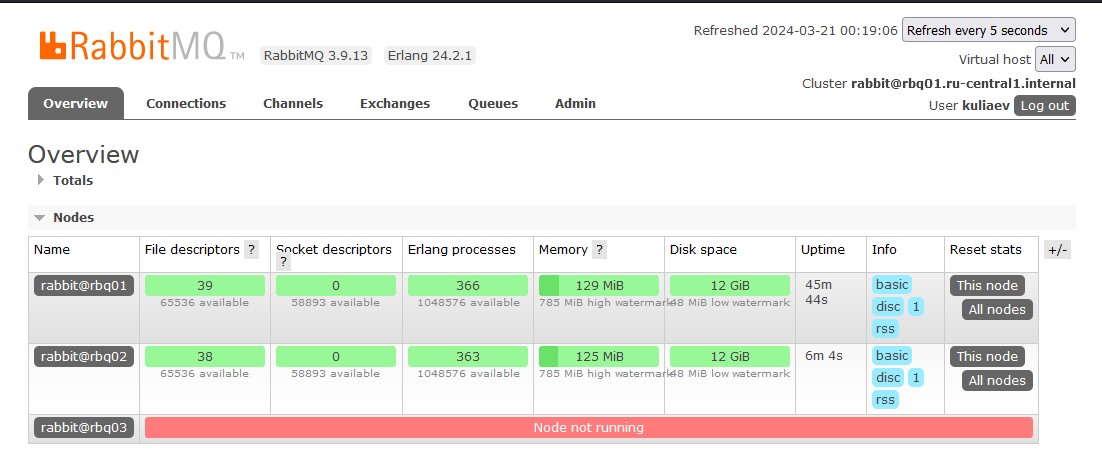 Refreshed 2024-03-21 00:19:06 Refresh every 5 seconds
RabbitMQ TM RabbitMQ 3.9.13 Erlang 24.2.1
Virtual host All
Cluster rabbit@rbq01.ru-central1.internal
User kuliaev Log out
Overview Connections Channels Exchanges Queues Admin
Overview
Totals
Nodes
Name File descriptors ? Socket descriptors ? Erlang processes Memory ? Disk space Uptime Info Reset stats +/-
rabbit@rbq01 39 0 366 129 MiB 12 GiB 45m basic This node
65536 available 58893 available 1048576 available 785 MiB high watermark 48 MiB low watermark 44s disc 1 All nodes
rss
rabbit@rbq02 38 0 363 125 MiB 12 GiB 6m 4s basic This node
65536 available 58893 available 1048576 available 785 MiB high watermark 48 MiB low watermark disc 1 All nodes
rss
rabbit@rbq03 Node not running